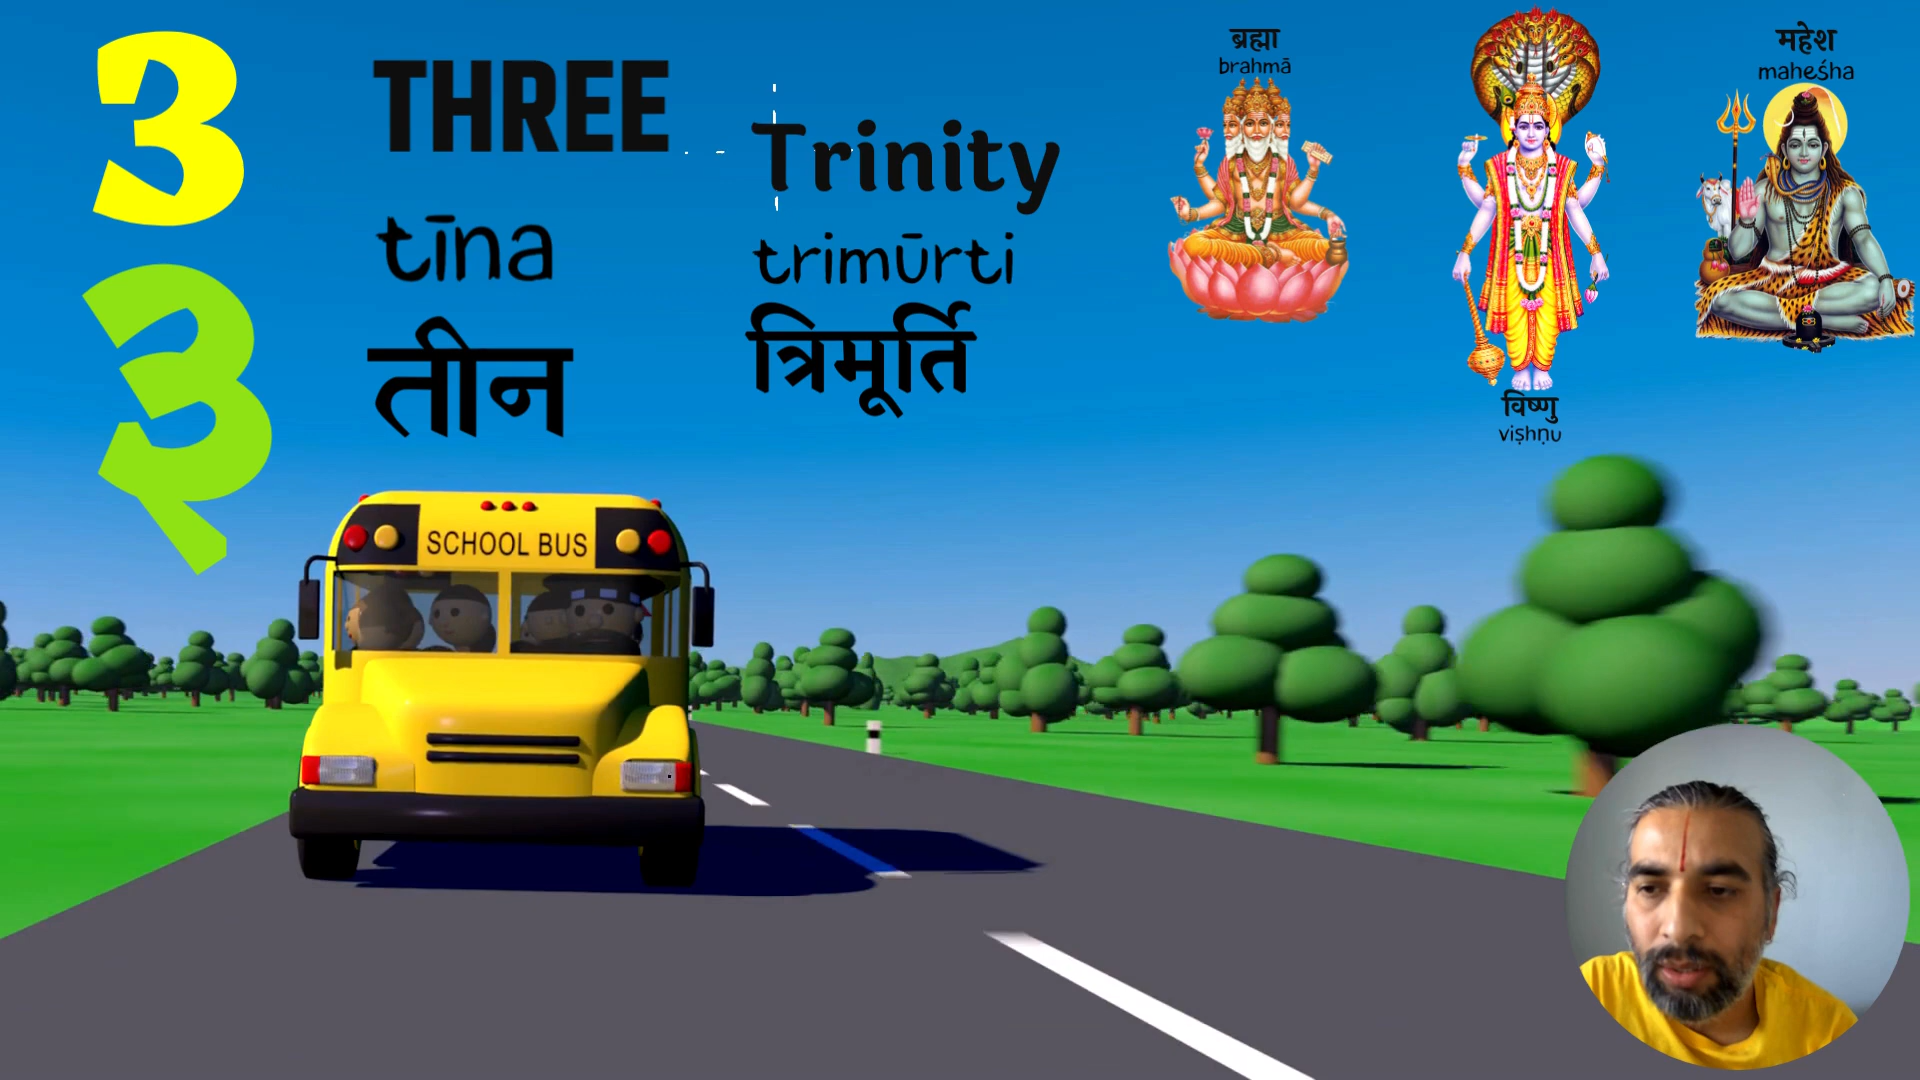 3
३
THREE
tīna
तीन
Trinity
trimūrti
त्रिमूर्ति
ब्रह्मा
brahmā
विष्णु
viṣhṇu
महेश
maheśha
SCHOOL BUS